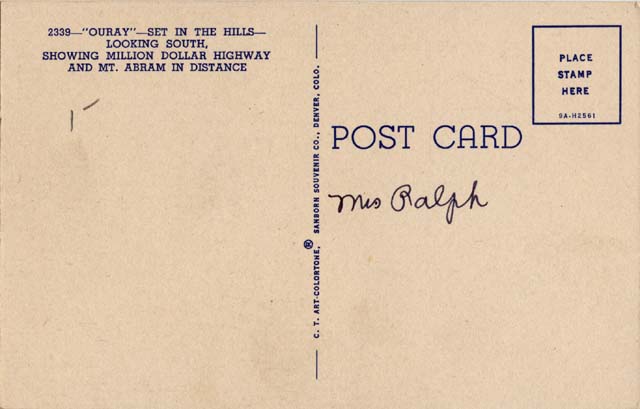 2339—"OURAY"—SET IN THE HILLS—
LOOKING SOUTH,
SHOWING MILLION DOLLAR HIGHWAY
AND MT. ABRAM IN DISTANCE
C. T. ART-COLORTONE, ® SANBORN SOUVENIR CO., DENVER, COLO.
PLACE
STAMP
HERE
9A-H2561
POST CARD
Mrs Ralph